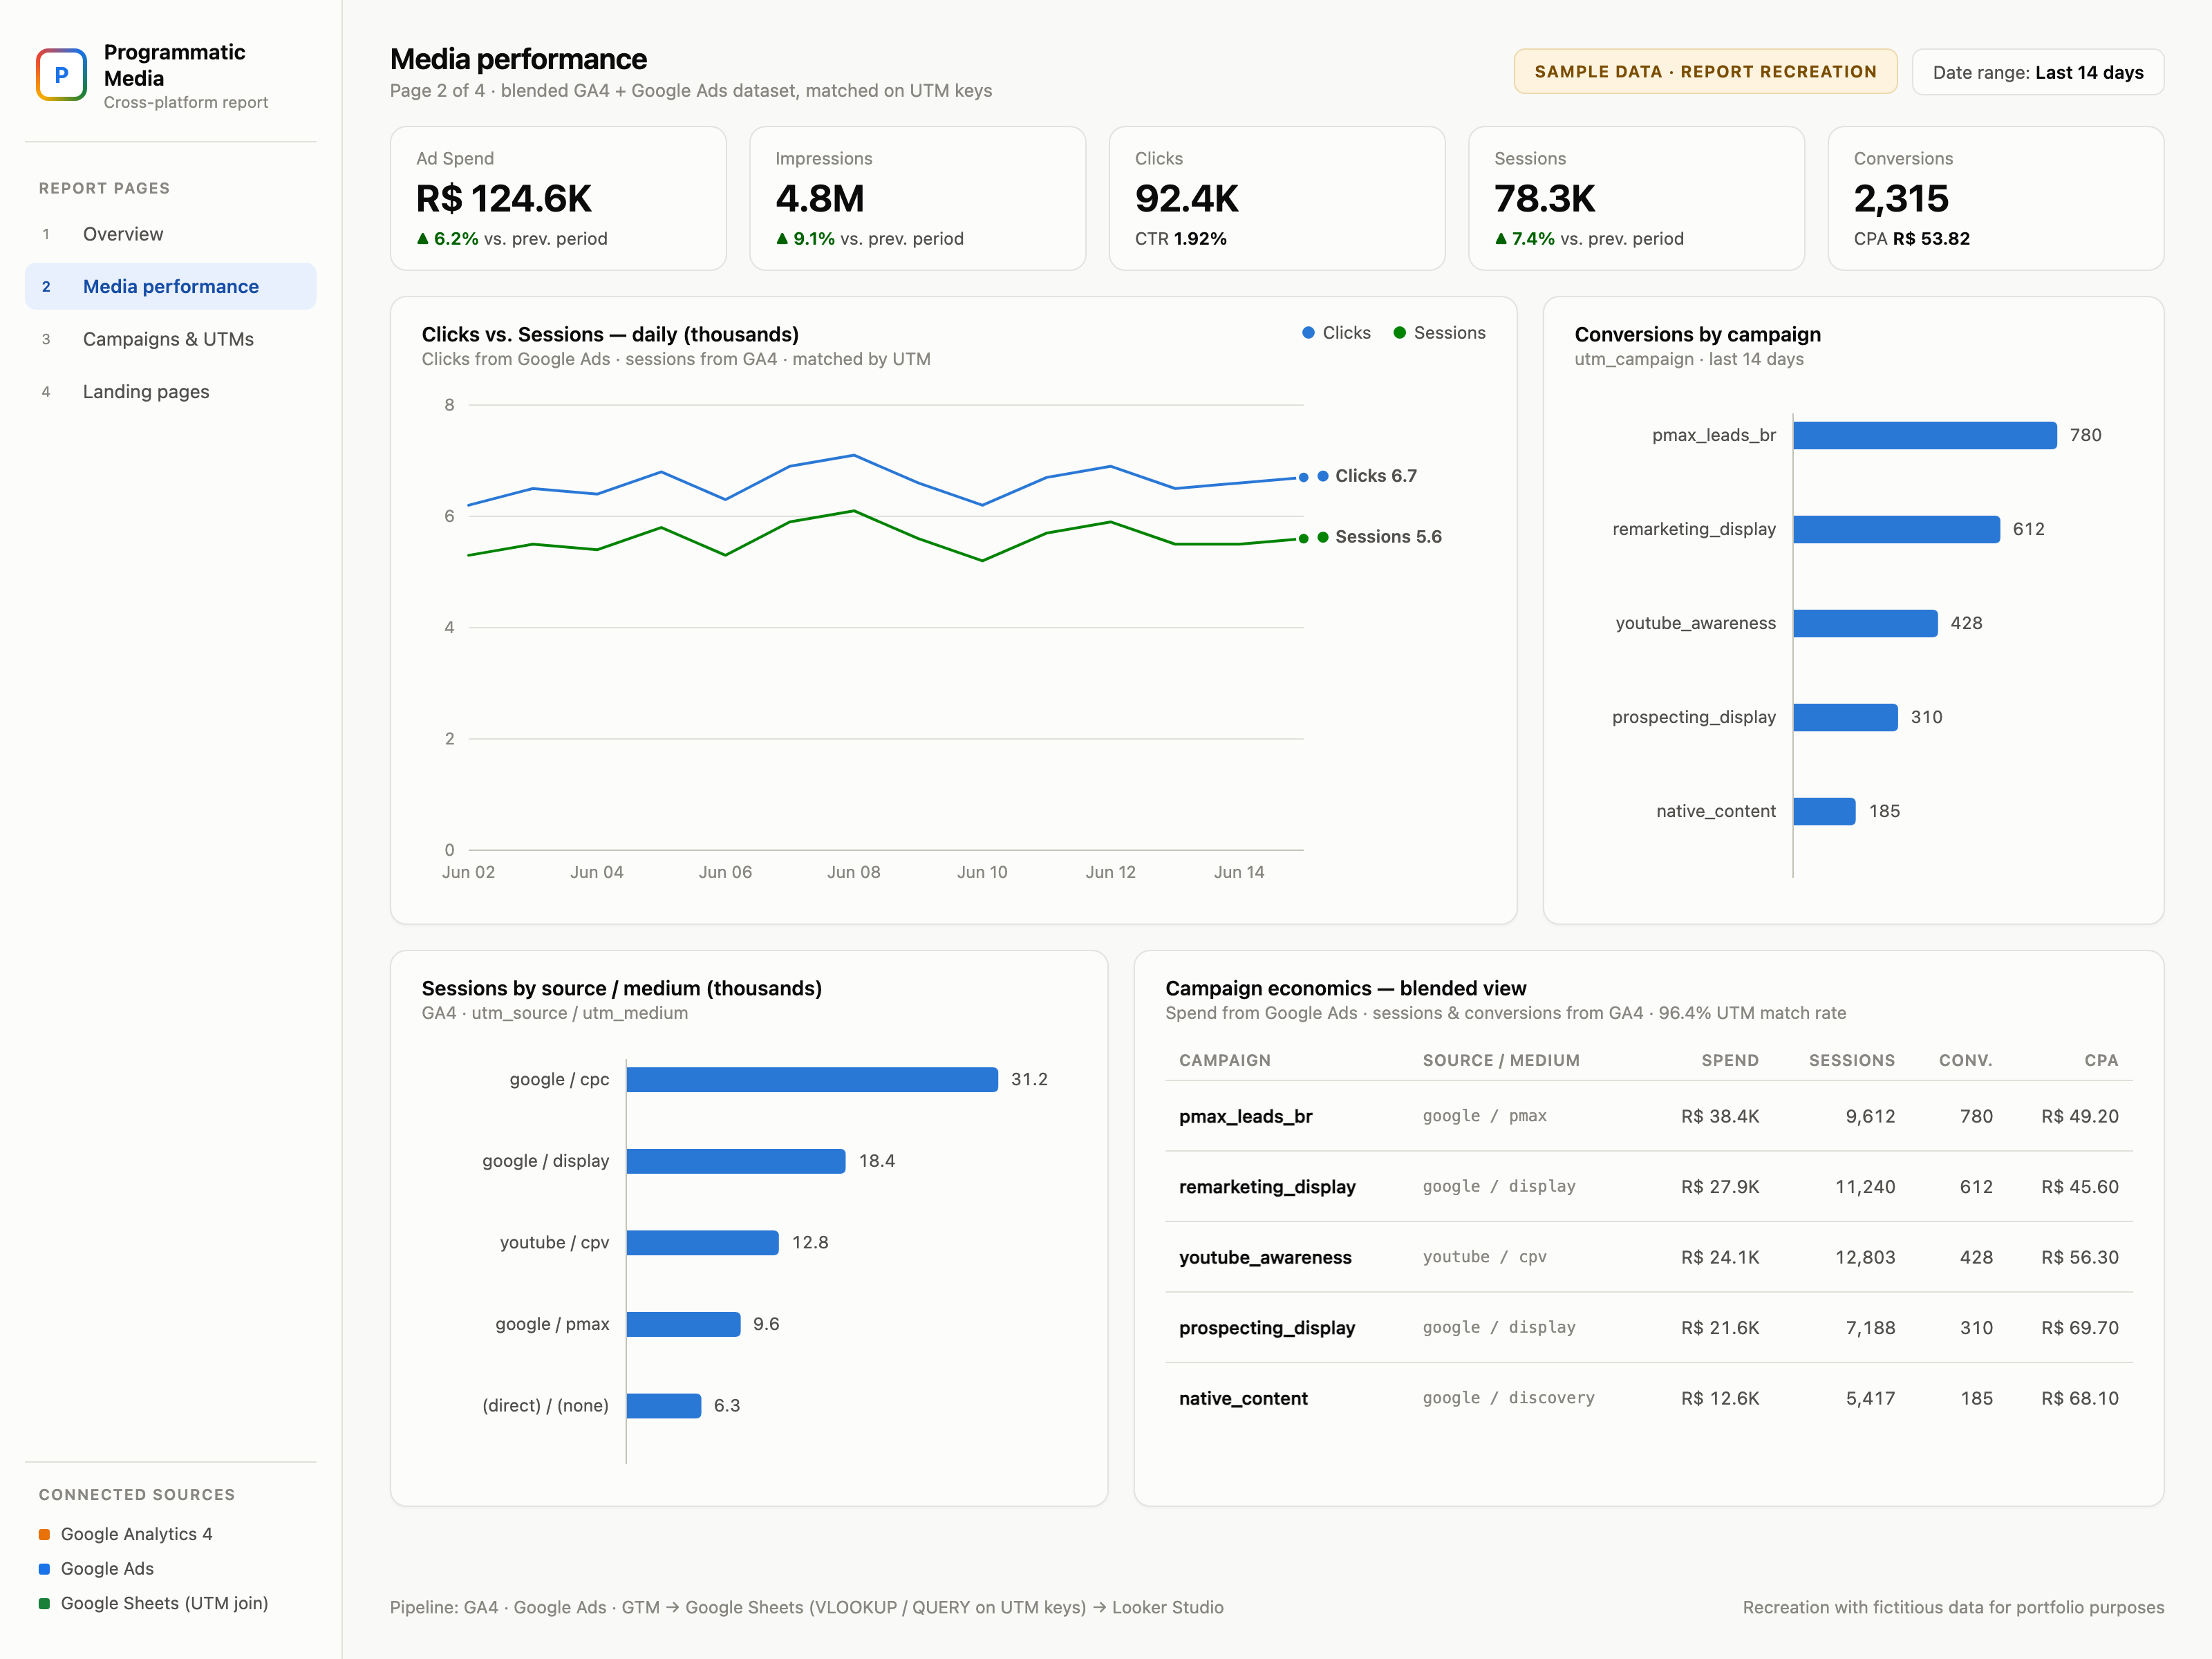 P
Programmatic
Media
Cross-platform report
REPORT PAGES
1 Overview
2 Media performance
3 Campaigns & UTMs
4 Landing pages
CONNECTED SOURCES
Google Analytics 4
Google Ads
Google Sheets (UTM join)
Media performance
Page 2 of 4 · blended GA4 + Google Ads dataset, matched on UTM keys
SAMPLE DATA · REPORT RECREATION
Date range: Last 14 days
Ad Spend
R$ 124.6K
▲ 6.2% vs. prev. period
Impressions
4.8M
▲ 9.1% vs. prev. period
Clicks
92.4K
CTR 1.92%
Sessions
78.3K
▲ 7.4% vs. prev. period
Conversions
2,315
CPA R$ 53.82
Clicks vs. Sessions — daily (thousands)
Clicks from Google Ads · sessions from GA4 · matched by UTM
Clicks Sessions
8
6
4
2
0
Clicks 6.7
Sessions 5.6
Jun 02 Jun 04 Jun 06 Jun 08 Jun 10 Jun 12 Jun 14
Conversions by campaign
utm_campaign · last 14 days
pmax_leads_br 780
remarketing_display 612
youtube_awareness 428
prospecting_display 310
native_content 185
Sessions by source / medium (thousands)
GA4 · utm_source / utm_medium
google / cpc 31.2
google / display 18.4
youtube / cpv 12.8
google / pmax 9.6
(direct) / (none) 6.3
Campaign economics — blended view
Spend from Google Ads · sessions & conversions from GA4 · 96.4% UTM match rate
CAMPAIGN SOURCE / MEDIUM SPEND SESSIONS CONV. CPA
pmax_leads_br google / pmax R$ 38.4K 9,612 780 R$ 49.20
remarketing_display google / display R$ 27.9K 11,240 612 R$ 45.60
youtube_awareness youtube / cpv R$ 24.1K 12,803 428 R$ 56.30
prospecting_display google / display R$ 21.6K 7,188 310 R$ 69.70
native_content google / discovery R$ 12.6K 5,417 185 R$ 68.10
Pipeline: GA4 · Google Ads · GTM → Google Sheets (VLOOKUP / QUERY on UTM keys) → Looker Studio
Recreation with fictitious data for portfolio purposes